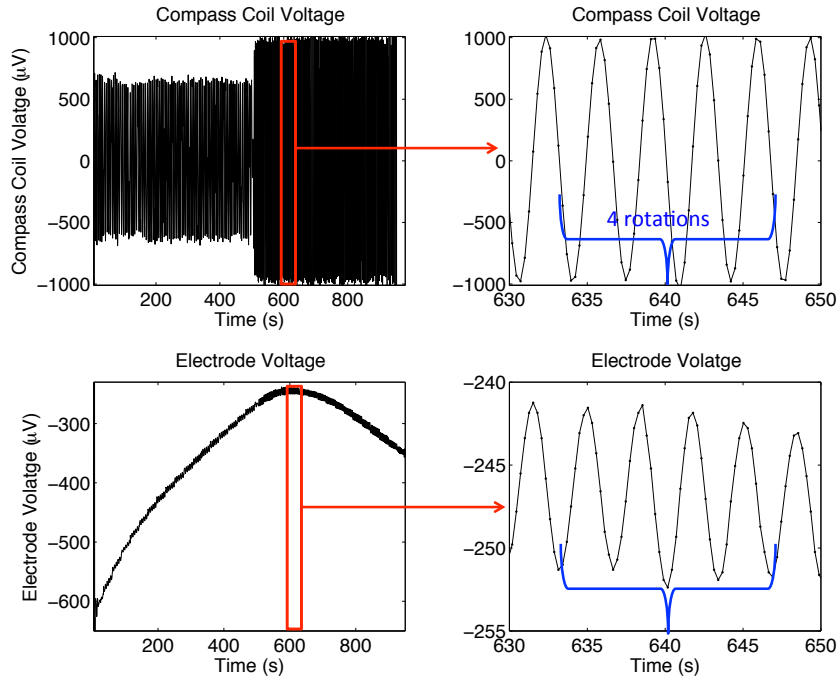 Compass Coil Voltage
Compass Coil Volatge (μV)
1000
500
0
−500
−1000
200 400 600 800
Time (s)
Compass Coil Voltage
1000
500
0
−500
−1000
4 rotations
630 635 640 645 650
Time (s)
Electrode Voltage
Electrode Volatge (μV)
−300
−400
−500
−600
200 400 600 800
Time (s)
Electrode Volatge
−240
−245
−250
−255
630 635 640 645 650
Time (s)